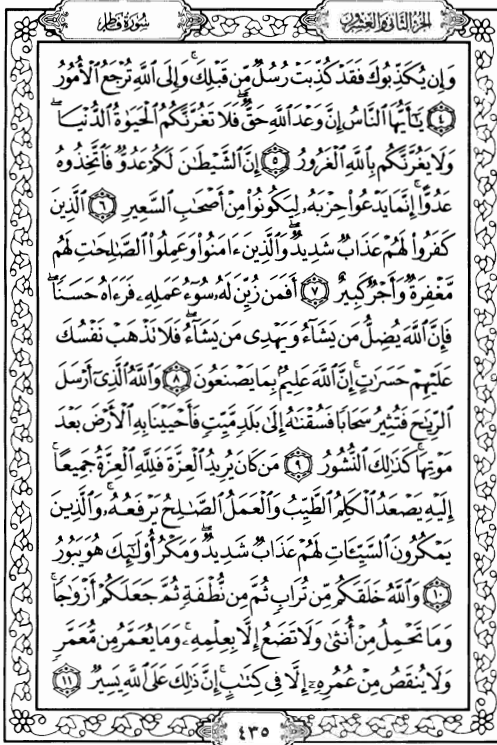 الجزء الثاني والعشرون
سورة فاطر
وَإِن يُكَذِّبُوكَ فَقَدْ كُذِّبَتْ رُسُلٌ مِّن قَبْلِكَ ۚ وَإِلَى ٱللَّهِ تُرْجَعُ ٱلْأُمُورُ
٤ يَٰٓأَيُّهَا ٱلنَّاسُ إِنَّ وَعْدَ ٱللَّهِ حَقٌّ ۖ فَلَا تَغُرَّنَّكُمُ ٱلْحَيَوٰةُ ٱلدُّنْيَا ۖ
وَلَا يَغُرَّنَّكُم بِٱللَّهِ ٱلْغَرُورُ ٥ إِنَّ ٱلشَّيْطَٰنَ لَكُمْ عَدُوٌّ فَٱتَّخِذُوهُ
عَدُوًّا ۚ إِنَّمَا يَدْعُوا۟ حِزْبَهُۥ لِيَكُونُوا۟ مِنْ أَصْحَٰبِ ٱلسَّعِيرِ ٦ ٱلَّذِينَ
كَفَرُوا۟ لَهُمْ عَذَابٌ شَدِيدٌ ۖ وَٱلَّذِينَ ءَامَنُوا۟ وَعَمِلُوا۟ ٱلصَّٰلِحَٰتِ لَهُم
مَّغْفِرَةٌ وَأَجْرٌ كَبِيرٌ ٧ أَفَمَن زُيِّنَ لَهُۥ سُوٓءُ عَمَلِهِۦ فَرَءَاهُ حَسَنًا ۖ
فَإِنَّ ٱللَّهَ يُضِلُّ مَن يَشَآءُ وَيَهْدِى مَن يَشَآءُ ۖ فَلَا تَذْهَبْ نَفْسُكَ
عَلَيْهِمْ حَسَرَٰتٍ ۚ إِنَّ ٱللَّهَ عَلِيمٌۢ بِمَا يَصْنَعُونَ ٨ وَٱللَّهُ ٱلَّذِىٓ أَرْسَلَ
ٱلرِّيَٰحَ فَتُثِيرُ سَحَابًا فَسُقْنَٰهُ إِلَىٰ بَلَدٍ مَّيِّتٍ فَأَحْيَيْنَا بِهِ ٱلْأَرْضَ بَعْدَ
مَوْتِهَا ۚ كَذَٰلِكَ ٱلنُّشُورُ ٩ مَن كَانَ يُرِيدُ ٱلْعِزَّةَ فَلِلَّهِ ٱلْعِزَّةُ جَمِيعًا ۚ
إِلَيْهِ يَصْعَدُ ٱلْكَلِمُ ٱلطَّيِّبُ وَٱلْعَمَلُ ٱلصَّٰلِحُ يَرْفَعُهُۥ ۚ وَٱلَّذِينَ
يَمْكُرُونَ ٱلسَّيِّـَٔاتِ لَهُمْ عَذَابٌ شَدِيدٌ ۖ وَمَكْرُ أُو۟لَٰٓئِكَ هُوَ يَبُورُ
١٠ وَٱللَّهُ خَلَقَكُم مِّن تُرَابٍ ثُمَّ مِن نُّطْفَةٍ ثُمَّ جَعَلَكُمْ أَزْوَٰجًا ۚ
وَمَا تَحْمِلُ مِنْ أُنثَىٰ وَلَا تَضَعُ إِلَّا بِعِلْمِهِۦ ۚ وَمَا يُعَمَّرُ مِن مُّعَمَّرٍ
وَلَا يُنقَصُ مِنْ عُمُرِهِۦٓ إِلَّا فِى كِتَٰبٍ ۚ إِنَّ ذَٰلِكَ عَلَى ٱللَّهِ يَسِيرٌ ١١
٤٣٥